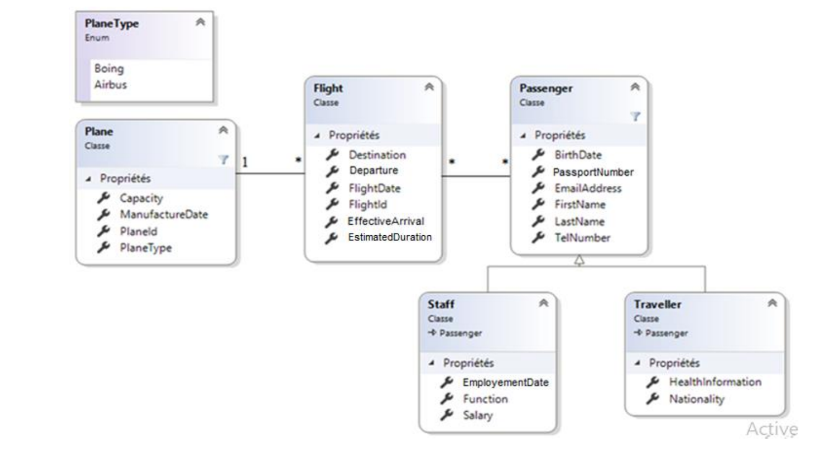 PlaneType
Enum
Boing
Airbus
Plane
Classe
Propriétés
Capacity
ManufactureDate
PlaneId
PlaneType
1
*
Flight
Classe
Propriétés
Destination
Departure
FlightDate
FlightId
EffectiveArrival
EstimatedDuration
*
*
Passenger
Classe
Propriétés
BirthDate
PassportNumber
EmailAddress
FirstName
LastName
TelNumber
Staff
Classe
Passenger
Propriétés
EmployementDate
Function
Salary
Traveller
Classe
Passenger
Propriétés
HealthInformation
Nationality
Active